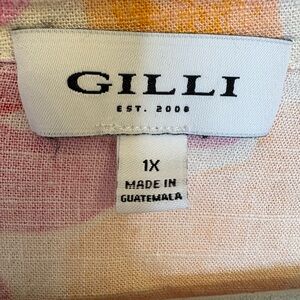 GILLI
EST. 2008
1X
MADE IN
GUATEMALA